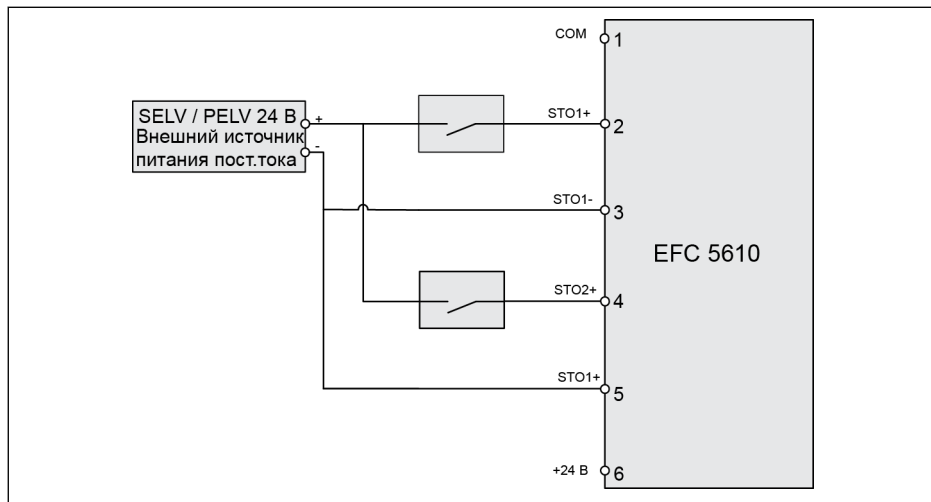 COM
1
SELV / PELV 24 В
Внешний источник
питания пост.тока
+
-
STO1+
2
STO1-
3
EFC 5610
STO2+
4
STO1+
5
+24 В
6